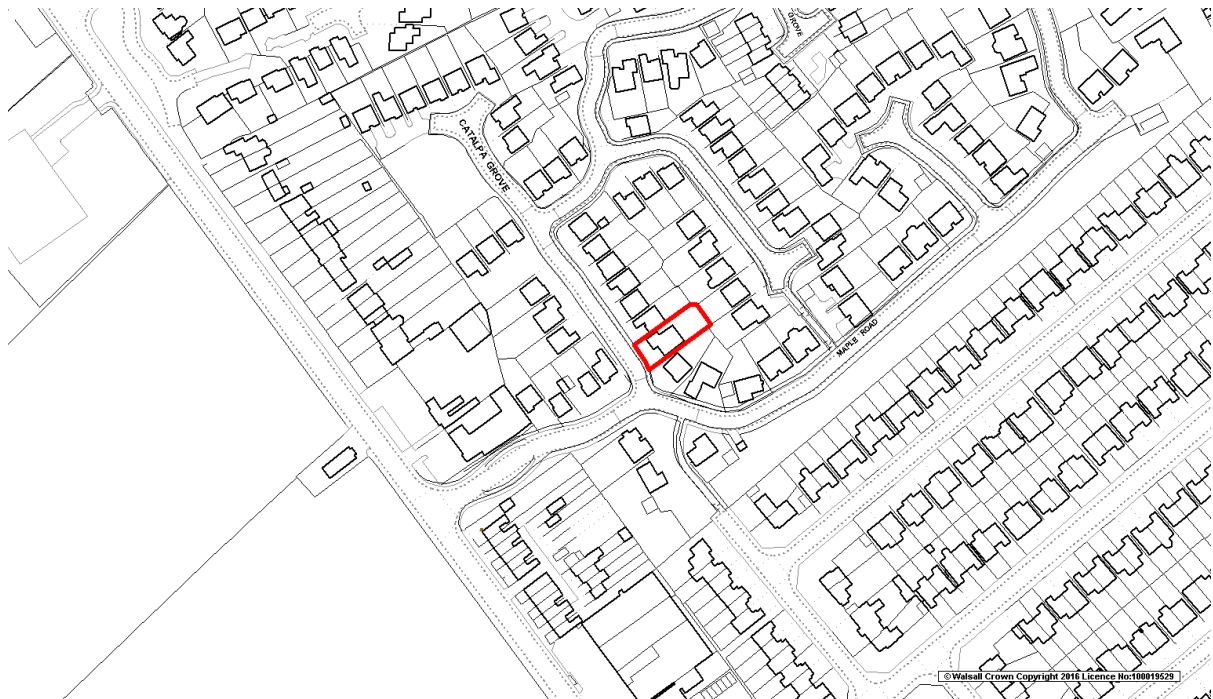 GROVE
CATALPA GROVE
MAPLE ROAD
© Walsall Crown Copyright 2016 Licence No:100019529